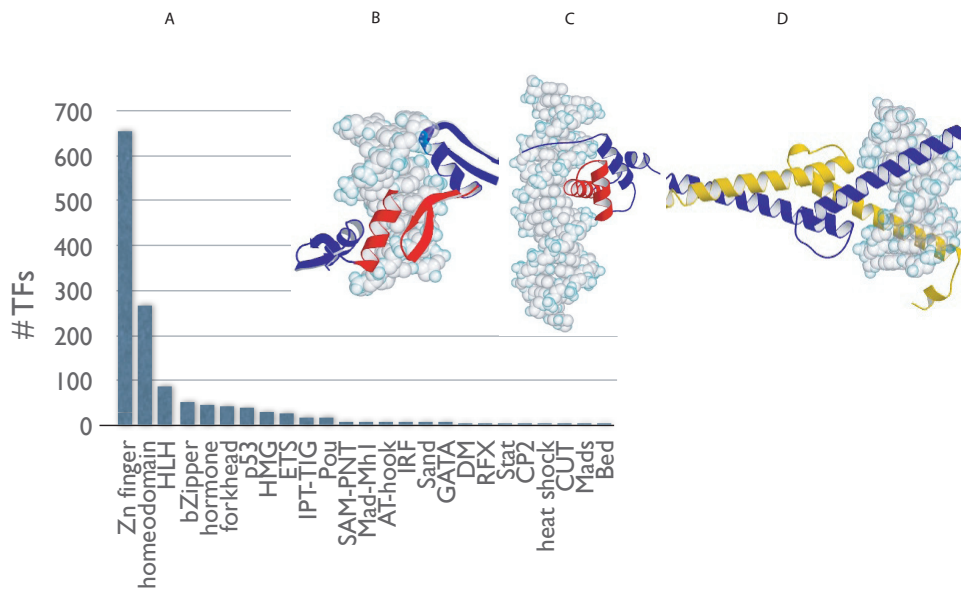 A
B
C
D
# TFs
700
600
500
400
300
200
100
0
Zn finger
homeodomain
HLH
bZipper
hormone
forkhead
p53
HMG
ETS
IPT-TIG
Pou
SAM-PNT
Mad-Mh1
AT-hook
IRF
Sand
GATA
DM
RFX
Stat
CP2
heat shock
CUT
Mads
Bed